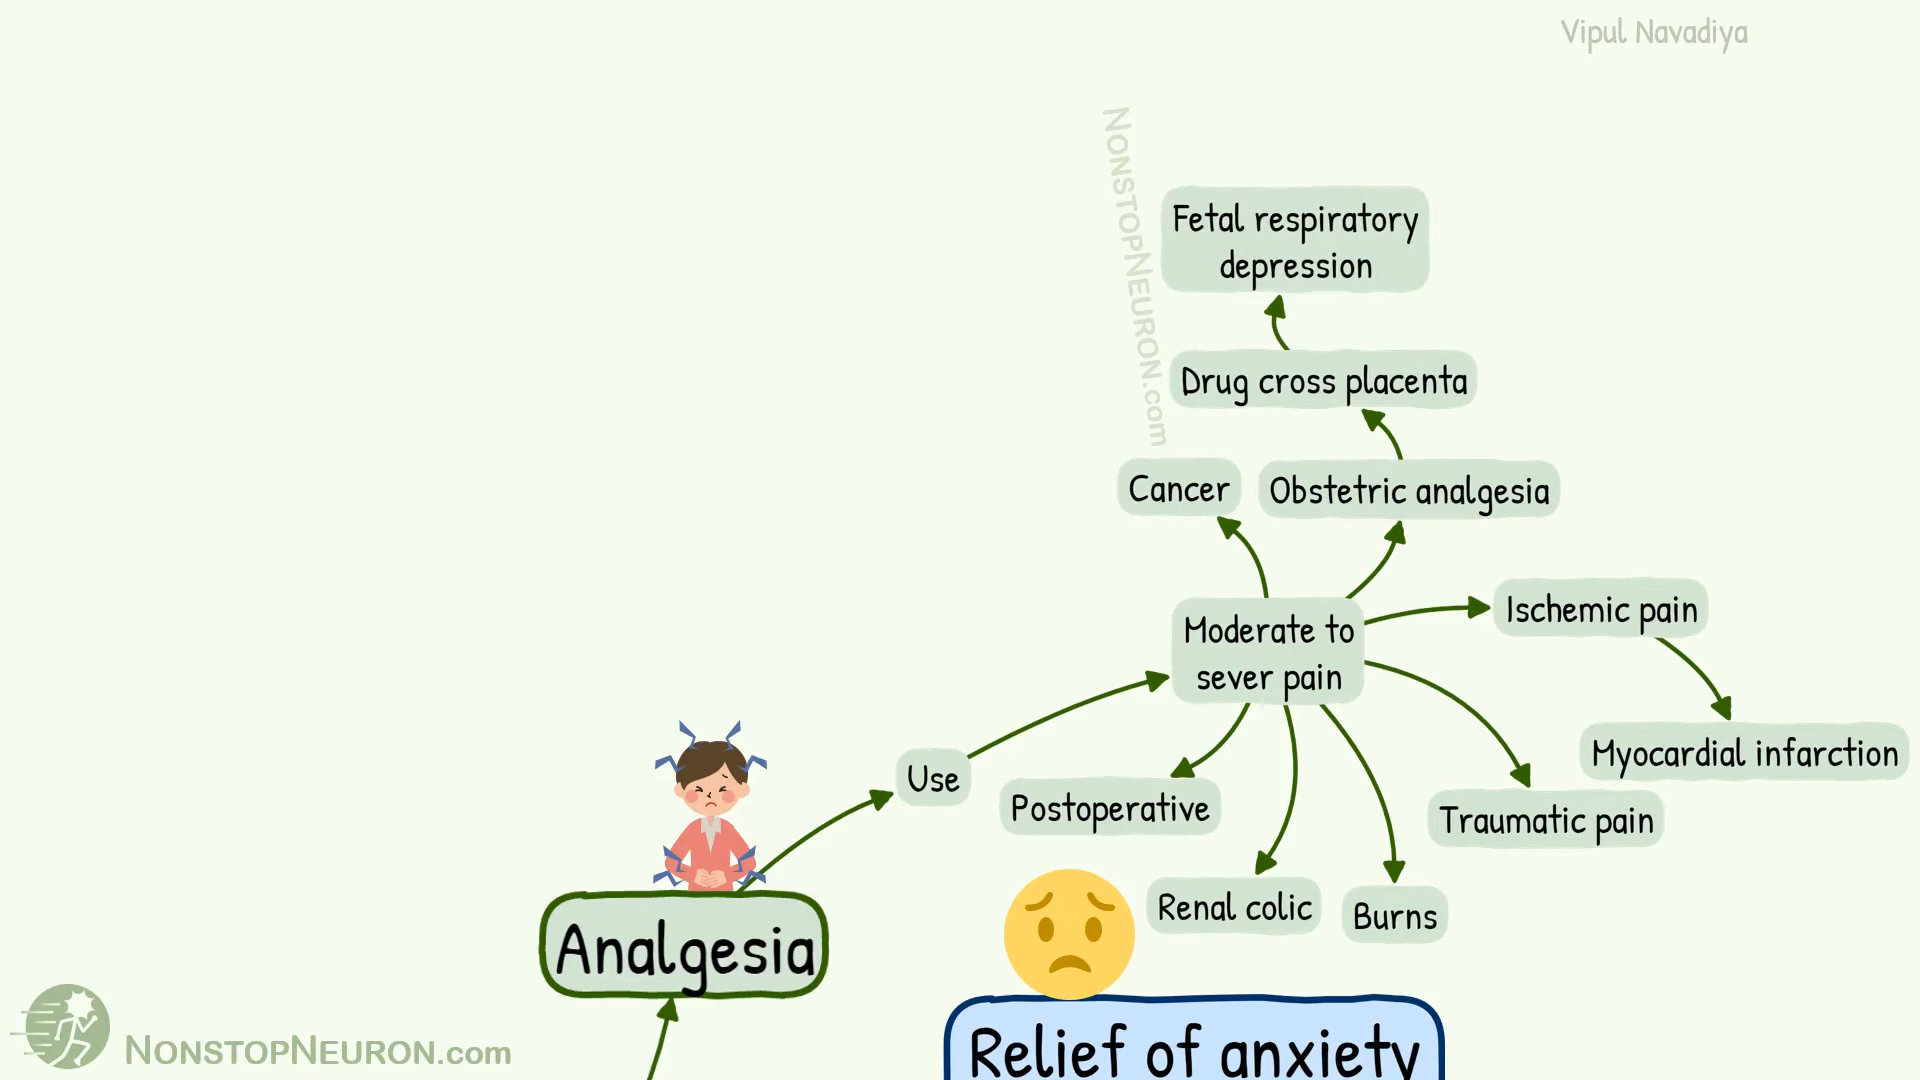 Vipul Navadiya
NONSTOPNEURON.com
Fetal respiratory
depression
Drug cross placenta
Cancer
Obstetric analgesia
Moderate to
sever pain
Ischemic pain
Myocardial infarction
Use
Postoperative
Traumatic pain
Renal colic
Burns
Analgesia
Relief of anxiety
NONSTOPNEURON.com